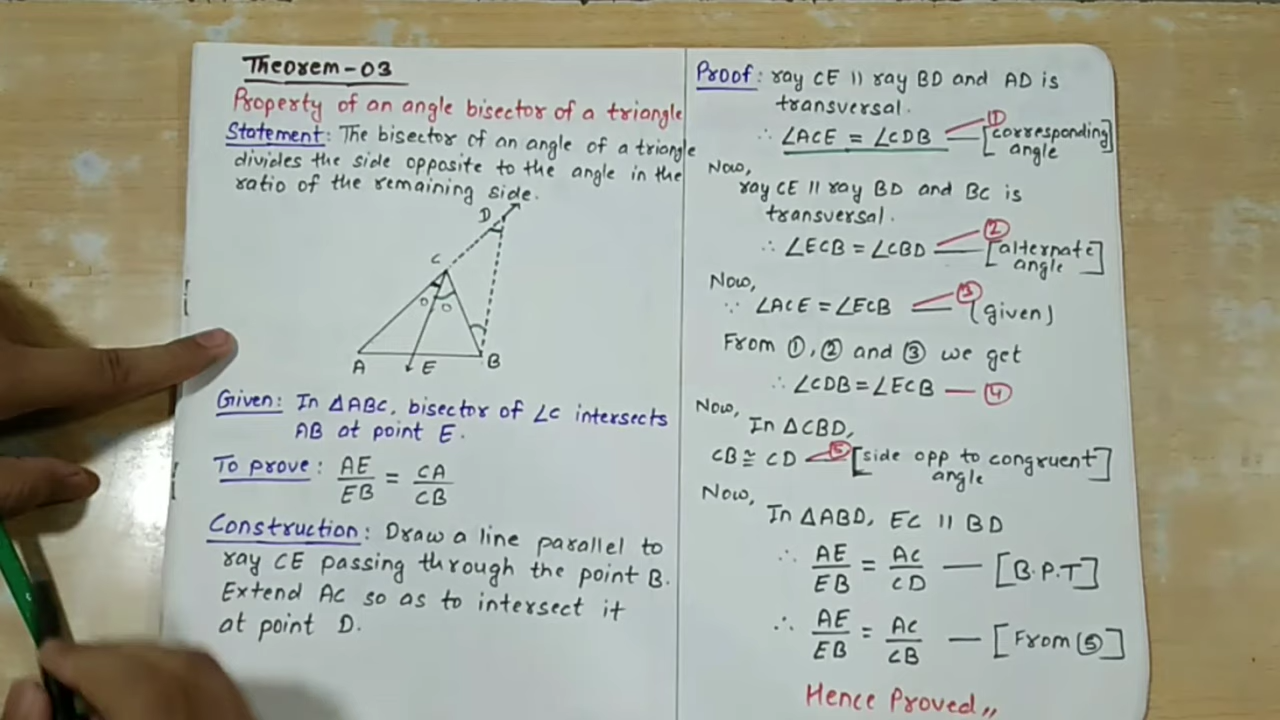 Theorem-03
Property of an angle bisector of a triangle
Statement: The bisector of an angle of a triangle
divides the side opposite to the angle in the
ratio of the remaining side.
D
C
o
o
A
E
B
Given: In ΔABC, bisector of ∠C intersects
AB at point E.
To prove: AE/EB = CA/CB
Construction: Draw a line parallel to
ray CE passing through the point B.
Extend AC so as to intersect it
at point D.
Proof: ray CE || ray BD and AD is
transversal.
∴ ∠ACE = ∠CDB — ① [corresponding
angle]
Now,
ray CE || ray BD and BC is
transversal.
∴ ∠ECB = ∠CBD — ② [alternate
angle]
Now,
∵ ∠ACE = ∠ECB — ③ (given)
From ①, ② and ③ we get
∴ ∠CDB = ∠ECB — ④
Now,
In ΔCBD,
CB ≅ CD — ⑤ [side opp to congruent
angle]
Now,
In ΔABD, EC || BD
∴ AE/EB = AC/CD — [B.P.T]
∴ AE/EB = AC/CB — [From ⑤]
Hence Proved,,